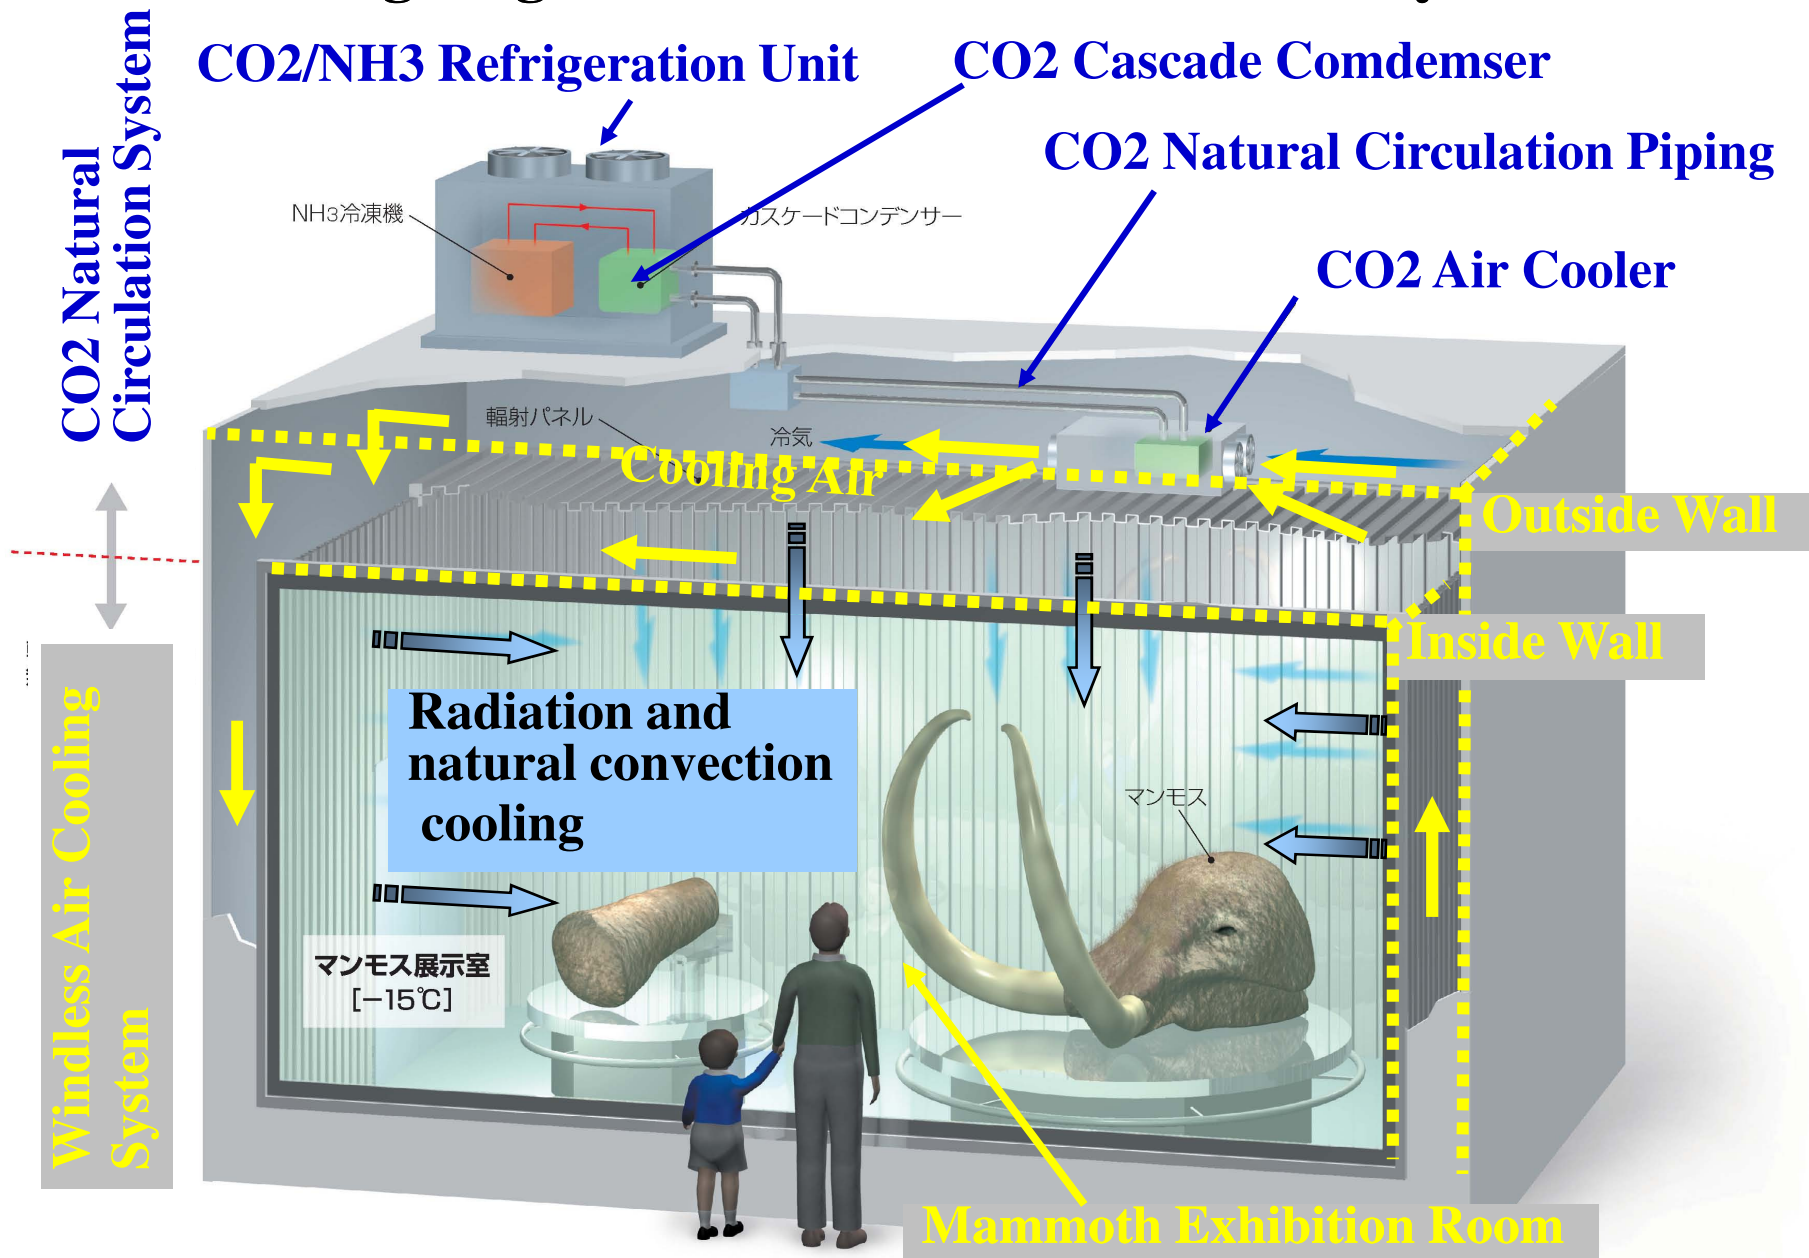 CO2/NH3 Refrigeration Unit
CO2 Cascade Comdemser
CO2 Natural Circulation Piping
CO2 Air Cooler
CO2 Natural
Circulation System
NH3冷凍機
カスケードコンデンサー
輻射パネル
冷気
Cooling Air
Outside Wall
Inside Wall
Radiation and
natural convection
cooling
マンモス
マンモス展示室
[−15℃]
Windless Air Cooling
System
Mammoth Exhibition Room